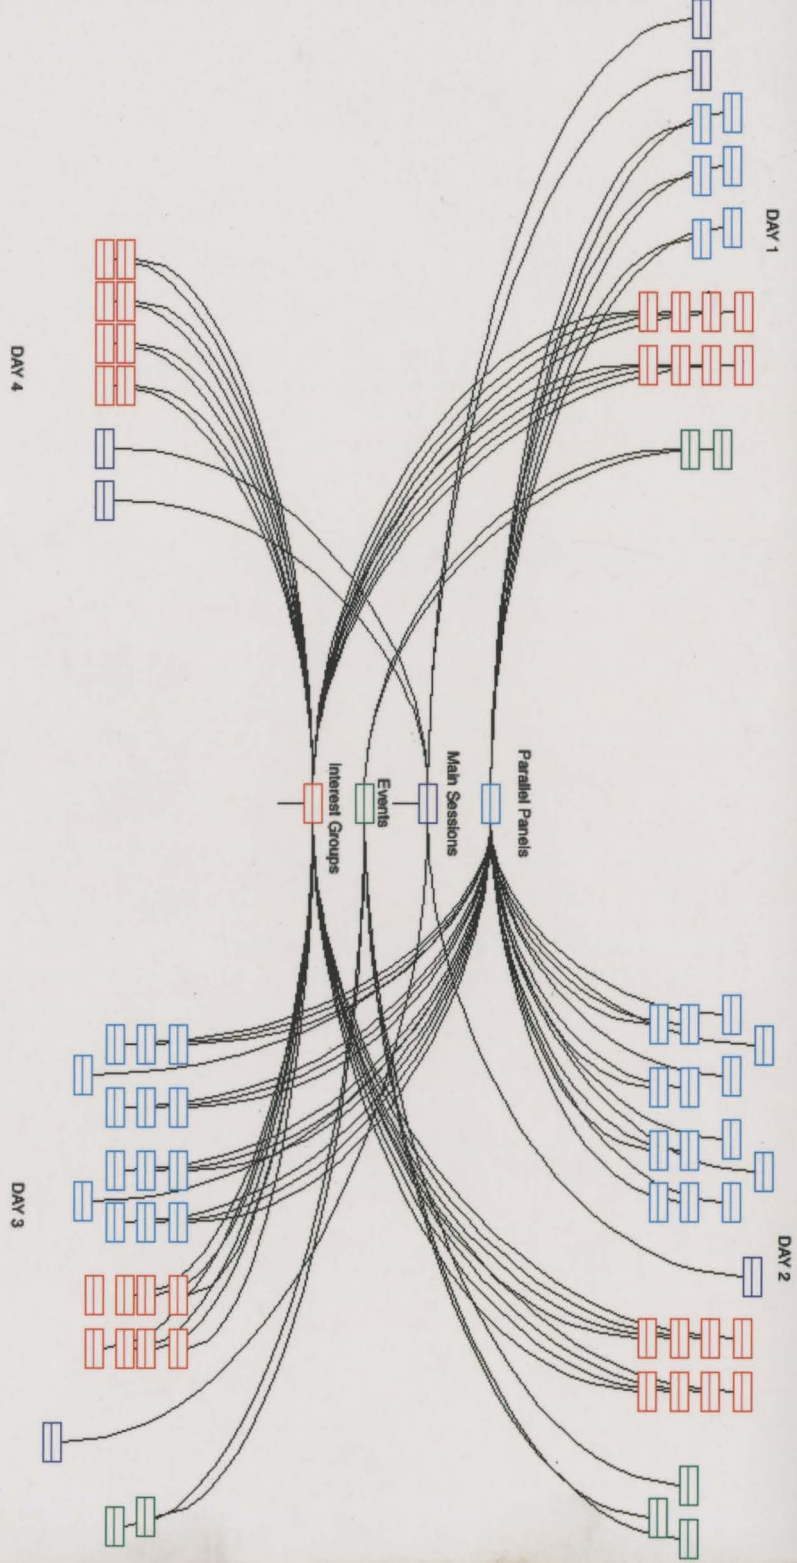 DAY 1
DAY 2
Parallel Panels
Main Sessions
Events
Interest Groups
DAY 4
DAY 3